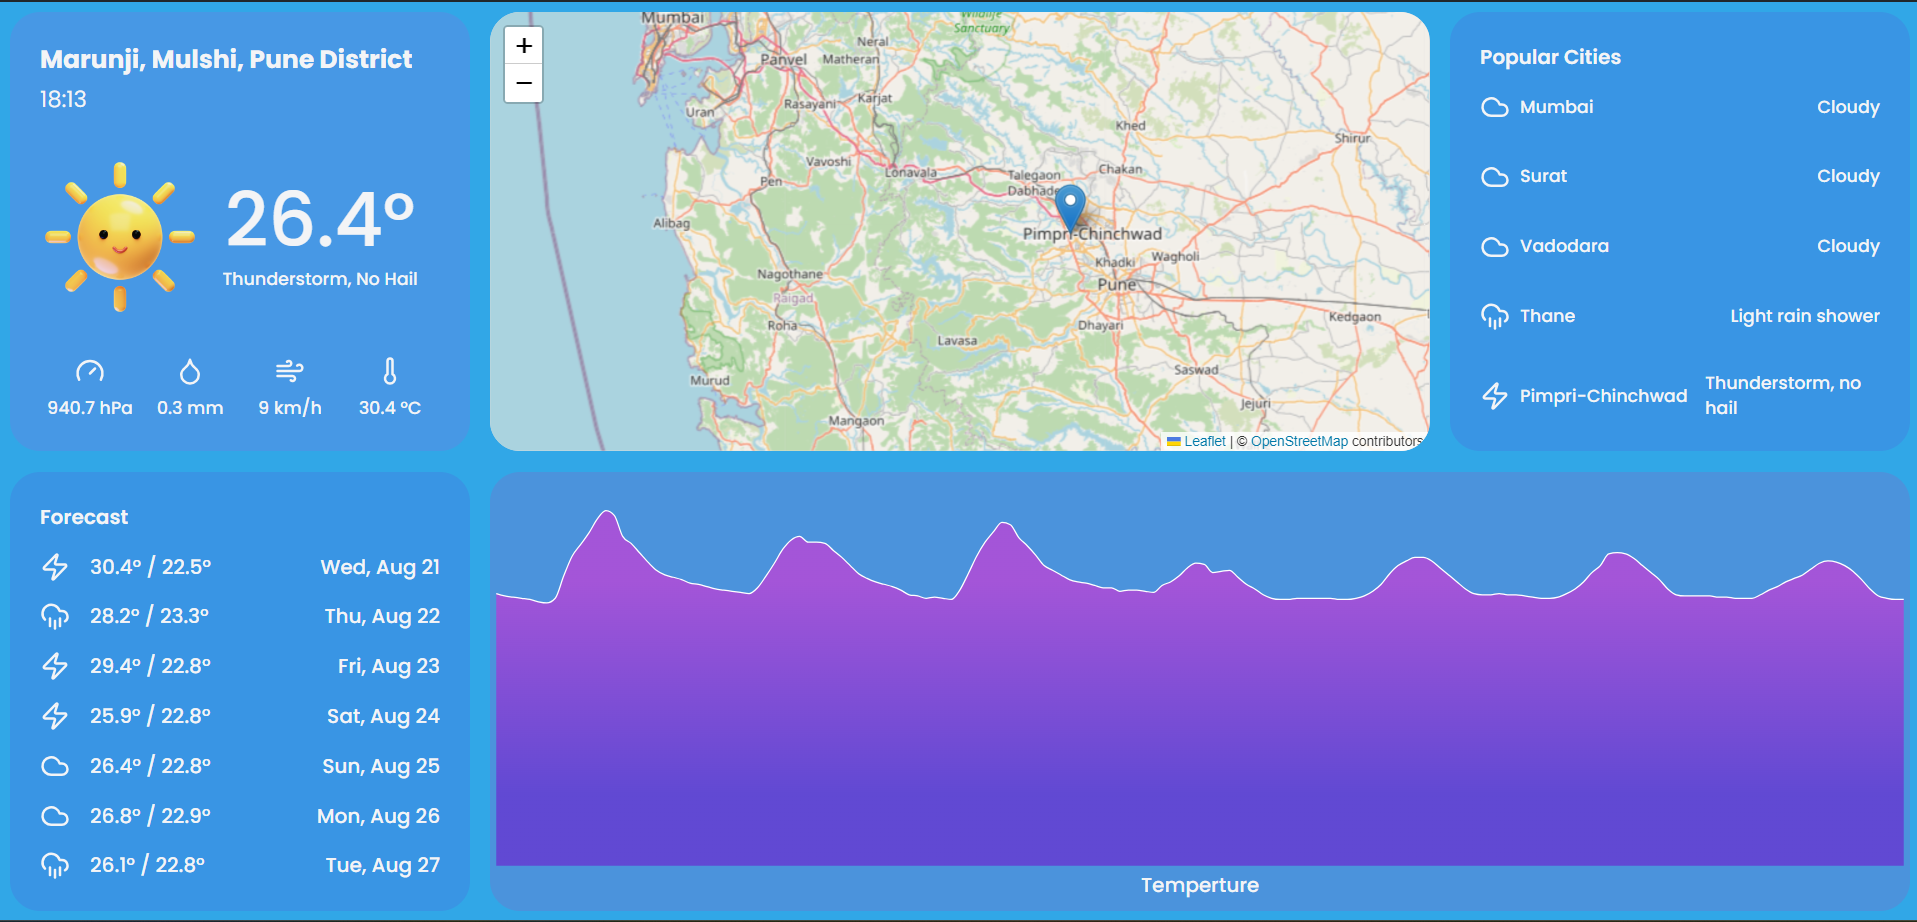 Marunji, Mulshi, Pune District
18:13
26.4°
Thunderstorm, No Hail
940.7 hPa
0.3 mm
9 km/h
30.4 °C
+
−
Mumbai
Wildlife
Sanctuary
Neral
Panvel
Matheran
Rasayani
Karjat
Uran
Khed
Shirur
Vavoshi
Lonavala
Chakan
Talegaon
Dabhade
Pen
Alibag
Pimpri-Chinchwad
Wagholi
Khadki
Nagothane
Pune
Raigad
Roha
Dhayari
Kedgaon
Lavasa
Saswad
Murud
Jejuri
Mangaon
Leaflet | © OpenStreetMap contributors
Popular Cities
Mumbai Cloudy
Surat Cloudy
Vadodara Cloudy
Thane Light rain shower
Pimpri-Chinchwad Thunderstorm, no
hail
Forecast
30.4° / 22.5° Wed, Aug 21
28.2° / 23.3° Thu, Aug 22
29.4° / 22.8° Fri, Aug 23
25.9° / 22.8° Sat, Aug 24
26.4° / 22.8° Sun, Aug 25
26.8° / 22.9° Mon, Aug 26
26.1° / 22.8° Tue, Aug 27
Temperture